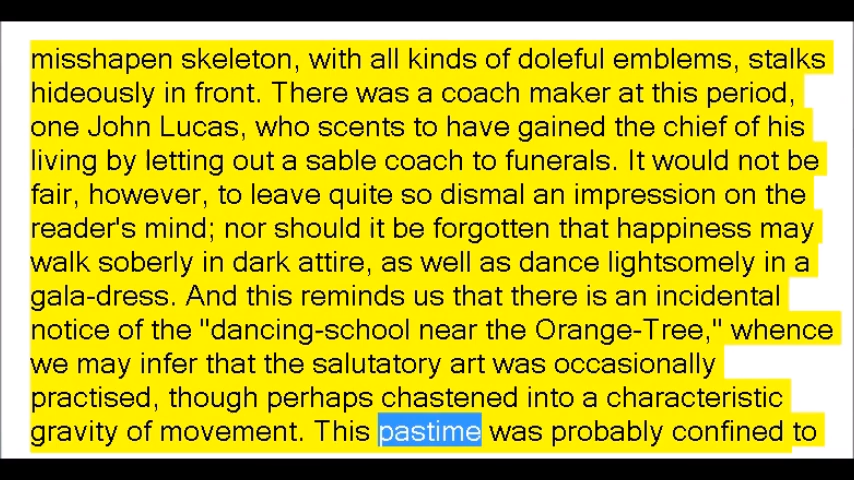 misshapen skeleton, with all kinds of doleful emblems, stalks
hideously in front. There was a coach maker at this period,
one John Lucas, who scents to have gained the chief of his
living by letting out a sable coach to funerals. It would not be
fair, however, to leave quite so dismal an impression on the
reader's mind; nor should it be forgotten that happiness may
walk soberly in dark attire, as well as dance lightsomely in a
gala-dress. And this reminds us that there is an incidental
notice of the "dancing-school near the Orange-Tree," whence
we may infer that the salutatory art was occasionally
practised, though perhaps chastened into a characteristic
gravity of movement. This pastime was probably confined to